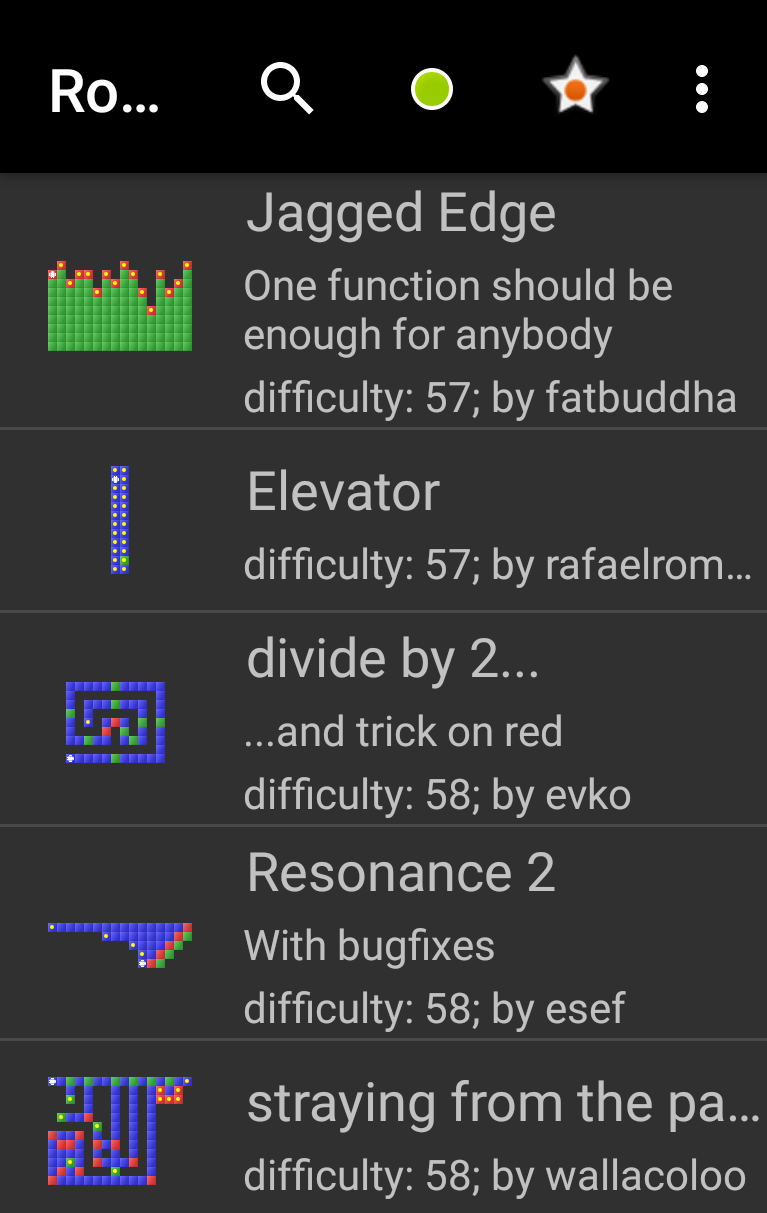 Ro...
Jagged Edge
One function should be
enough for anybody
difficulty: 57; by fatbuddha
Elevator
difficulty: 57; by rafaelrom...
divide by 2...
...and trick on red
difficulty: 58; by evko
Resonance 2
With bugfixes
difficulty: 58; by esef
straying from the pa...
difficulty: 58; by wallacoloo